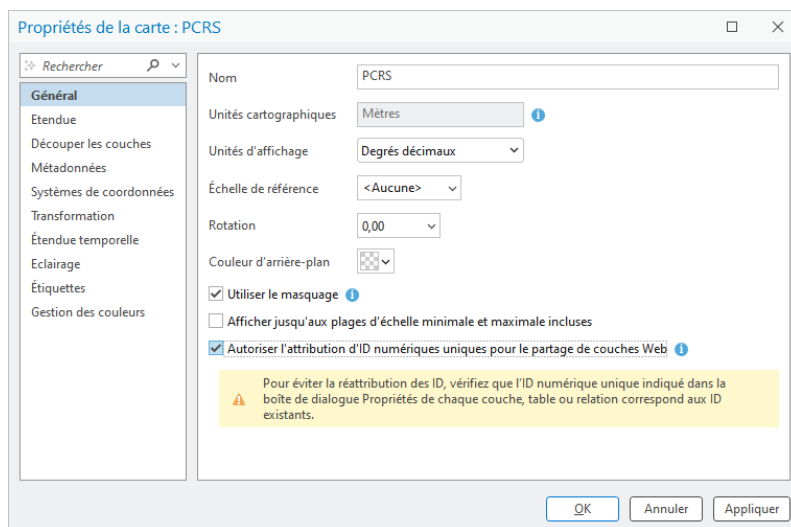 Propriétés de la carte : PCRS
Rechercher
Général
Etendue
Découper les couches
Métadonnées
Systèmes de coordonnées
Transformation
Étendue temporelle
Eclairage
Étiquettes
Gestion des couleurs
Nom PCRS
Unités cartographiques Mètres
Unités d'affichage Degrés décimaux
Échelle de référence <Aucune>
Rotation 0,00
Couleur d'arrière-plan
Utiliser le masquage
Afficher jusqu'aux plages d'échelle minimale et maximale incluses
Autoriser l'attribution d'ID numériques uniques pour le partage de couches Web
Pour éviter la réattribution des ID, vérifiez que l'ID numérique unique indiqué dans la
boîte de dialogue Propriétés de chaque couche, table ou relation correspond aux ID
existants.
OK Annuler Appliquer